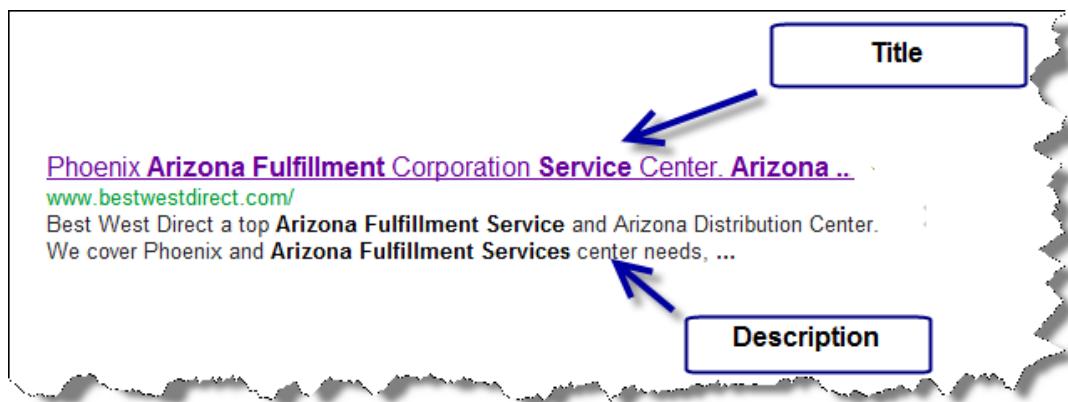 Title
Phoenix Arizona Fulfillment Corporation Service Center. Arizona ..
www.bestwestdirect.com/
Best West Direct a top Arizona Fulfillment Service and Arizona Distribution Center.
We cover Phoenix and Arizona Fulfillment Services center needs, ...
Description